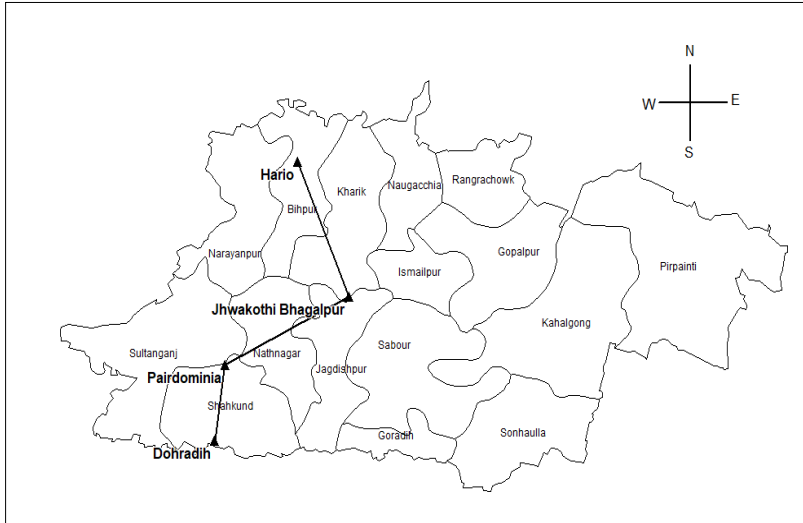 N
W E
S
Hario
Kharik
Naugacchia
Rangrachowk
Bihpur
Narayanpur
Gopalpur
Ismailpur
Pirpainti
Jhwakothi Bhagalpur
Kahalgong
Sabour
Sultanganj
Nathnagar
Jagdishpur
Pairdominia
Shahkund
Goradih
Sonhaulla
Dohradih